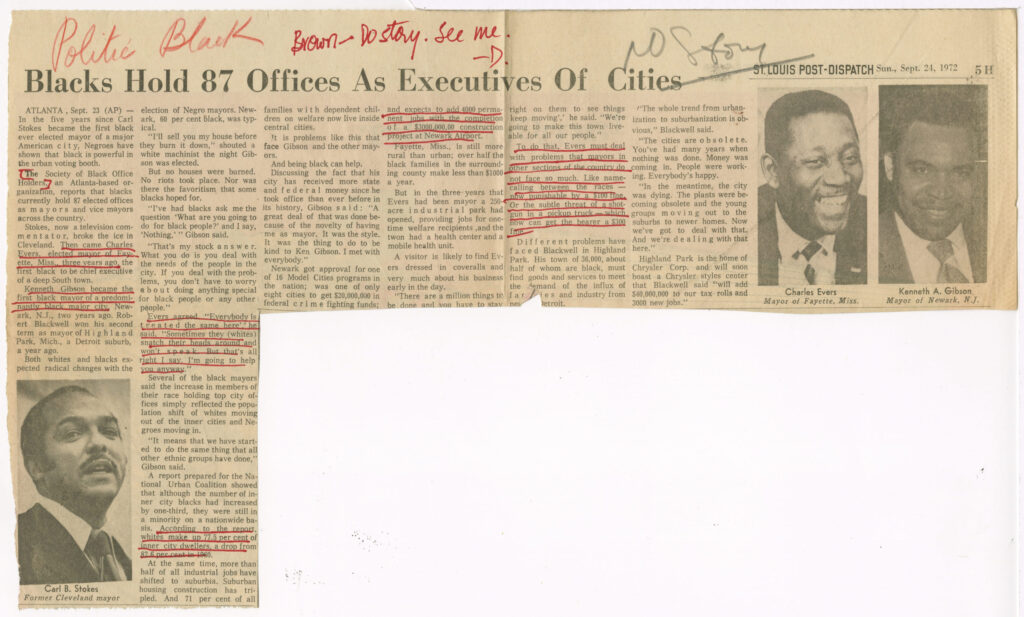 Politic Black
Brown - Do story. See me.
-D.
NO Story
ST. LOUIS POST-DISPATCH Sun., Sept. 24, 1972 5H
Blacks Hold 87 Offices As Executives Of Cities
ATLANTA, Sept. 23 (AP) —
In the five years since Carl
Stokes became the first black
ever elected mayor of a major
American city, Negroes have
shown that black is powerful in
the urban voting booth.
The Society of Black Office
Holders, an Atlanta-based or-
ganization, reports that blacks
currently hold 87 elected offices
as mayors and vice mayors
across the country.
Stokes, now a television com-
mentator, broke the ice in
Cleveland. Then came Charles
Evers, elected mayor of Fay-
ette, Miss., three years ago, the
first black to be chief executive
of a deep South town.
Kenneth Gibson became the
first black mayor of a predomi-
nantly black major city, New-
ark, N.J., two years ago. Rob-
ert Blackwell won his second
term as mayor of Highland
Park, Mich., a Detroit suburb,
a year ago.
Both whites and blacks ex-
pected radical changes with the
Carl B. Stokes
Former Cleveland mayor
election of Negro mayors. New-
ark, 60 per cent black, was typ-
ical.
"I'll sell you my house before
they burn it down," shouted a
white machinist the night Gib-
son was elected.
But no houses were burned.
No riots took place. Nor was
there the favoritism that some
blacks hoped for.
"I've had blacks ask me the
question 'What are you going to
do for black people?' and I say,
'Nothing,' " Gibson said.
"That's my stock answer.
What you do is you deal with
the needs of the people in the
city. If you deal with the prob-
lems, you don't have to worry
about doing anything special
for black people or any other
people."
Evers agreed. "Everybody is
treated the same here', he
said. "Sometimes they (whites)
snatch their heads around and
won't speak. But that's all
right I say, I'm going to help
you anyway."
Several of the black mayors
said the increase in members of
their race holding top city of-
fices simply reflected the popu-
lation shift of whites moving
out of the inner cities and Ne-
groes moving in.
"It means that we have start-
ed to do the same thing that all
other ethnic groups have done,"
Gibson said.
A report prepared for the Na-
tional Urban Coalition showed
that although the number of in-
ner city blacks had increased
by one-third, they were still in
a minority on a nationwide ba-
sis. According to the report
whites make up 77.5 per cent of
inner city dwellers, a drop from
82.6 per cent in
At the same time, more than
half of all industrial jobs have
shifted to suburbia. Suburban
housing construction has tri-
pled. And 71 per cent of all
families with dependent chil-
dren on welfare now live inside
central cities.
It is problems like this that
face Gibson and the other may-
ors.
And being black can help.
Discussing the fact that his
city has received more state
and federal money since he
took office than ever before in
its history, Gibson said: "A
great deal of that was done be-
cause of the novelty of having
me as mayor. It was the style.
It was the thing to do to be
kind to Ken Gibson. I met with
everybody."
Newark got approval for one
of 16 Model Cities programs in
the nation; was one of only
eight cities to get $20,000,000 in
federal crime fighting funds;
and expects to add 4000 perma-
nent jobs with the completion
of a $1000,000,00 construction
project at Newark Airport.
Fayette, Miss., is still more
rural than urban; over half the
black families in the surround-
ing county make less than $1000
a year.
But in the three years that
Evers had been mayor a 250-
acre industrial park had
opened, providing jobs for one-
time welfare recipients ,and the
twon had a health center and a
mobile health unit.
A visitor is likely to find Ev-
ers dressed in coveralls and
very much about his business
early in the day.
"There are a million things to
be done and you have to stay
right on them to see things
keep moving'," he said. "We're
going to make this town live-
able for all our people."
To do that, Evers must deal
with problems that mayors in
other sections of the country do
not face so much. Like name-
calling between the races —
now punishable by a $100 fine.
Or the subtle threat of a shot-
gun in a pickup truck — which
now can get the bearer a $300
fine.
Different problems have
faced Blackwell in Highland
Park. His town of 36,000, about
half of whom are black, must
find goods and services to meet
the demand of the influx of
and industry from
Detroit.
"The whole trend from urban-
ization to suburbanization is ob-
vious," Blackwell said.
"The cities are obsolete.
You've had many years when
nothing was done. Money was
coming in. People were work-
ing. Everybody's happy.
"In the meantime, the city
was dying. The plants were be-
coming obsolete and the young
groups moving out to the
suburbs to newer homes. Now
we've got to deal with that.
And we're dealing with that
here."
Highland Park is the home of
Chrysler Corp. and will soon
boast a Chrysler styles center
that Blackwell said "will add
$40,000,000 to our tax rolls and
3000 new jobs."
Charles Evers
Mayor of Fayette, Miss.
Kenneth A. Gibson
Mayor of Newark, N.J.